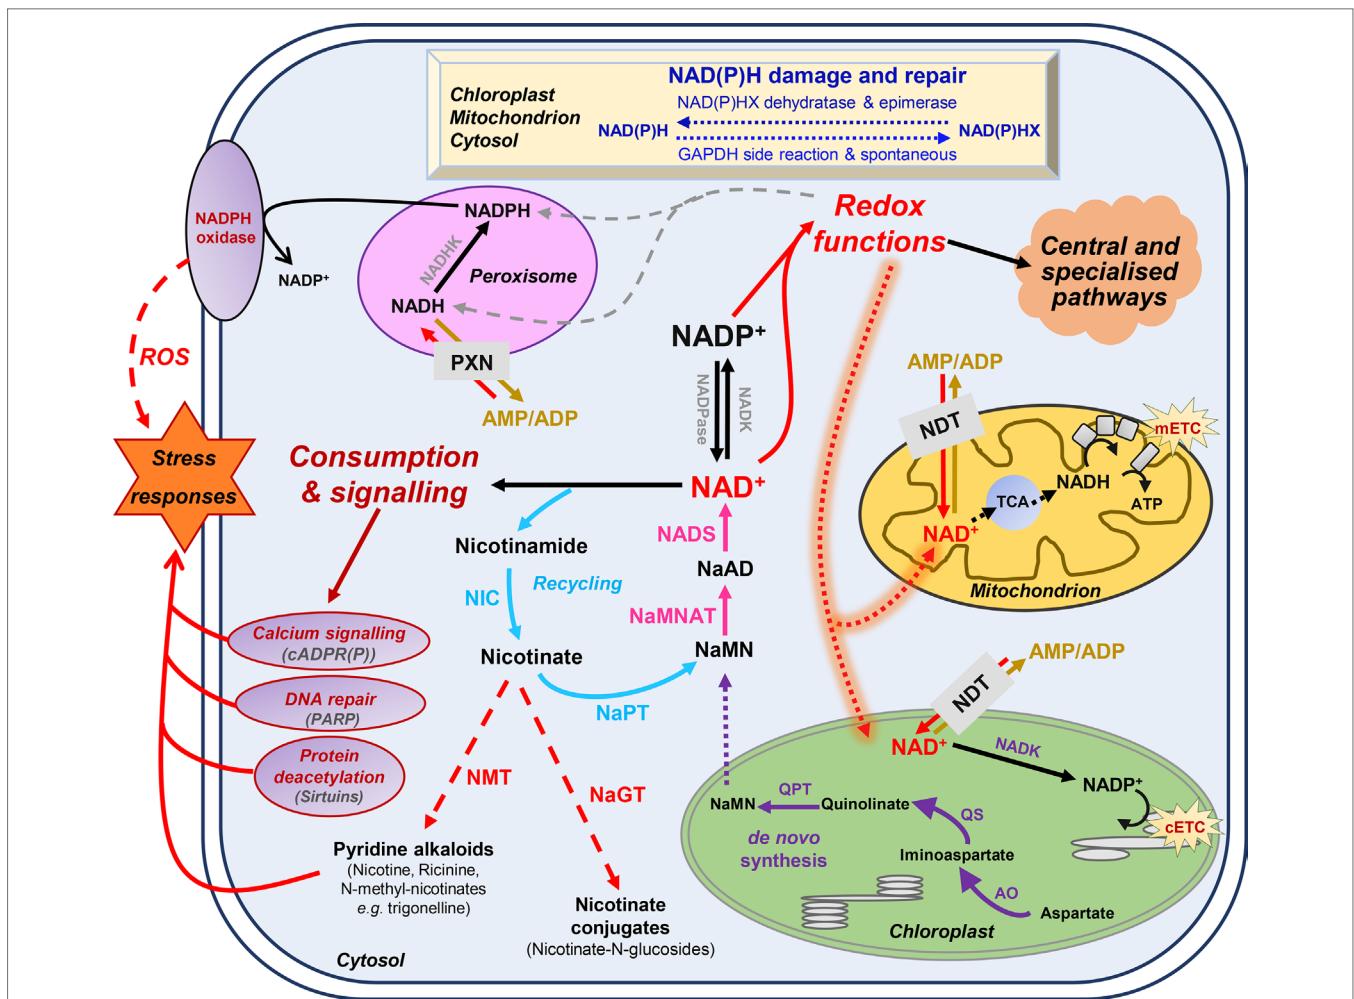 NAD(P)H damage and repair
Chloroplast
Mitochondrion
Cytosol
NAD(P)HX dehydratase & epimerase
NAD(P)H
NAD(P)HX
GAPDH side reaction & spontaneous
NADPH
oxidase
NADP⁺
NADPH
NADHK
Peroxisome
NADH
PXN
AMP/ADP
Redox
functions
Central and
specialised
pathways
ROS
Stress
responses
NADP⁺
NADPase
NADK
NAD⁺
Consumption
& signalling
NADS
NaAD
NaMNAT
NaMN
Nicotinamide
Recycling
NIC
Nicotinate
NaPT
AMP/ADP
NDT
mETC
NADH
TCA
ATP
NAD⁺
Mitochondrion
Calcium signalling
(cADPR(P))
DNA repair
(PARP)
Protein
deacetylation
(Sirtuins)
NMT
NaGT
Pyridine alkaloids
(Nicotine, Ricinine,
N-methyl-nicotinates
e.g. trigonelline)
Nicotinate
conjugates
(Nicotinate-N-glucosides)
Cytosol
AMP/ADP
NDT
NAD⁺
NADK
NADP⁺
cETC
NaMN
QPT
Quinolinate
QS
de novo
synthesis
Iminoaspartate
AO
Aspartate
Chloroplast